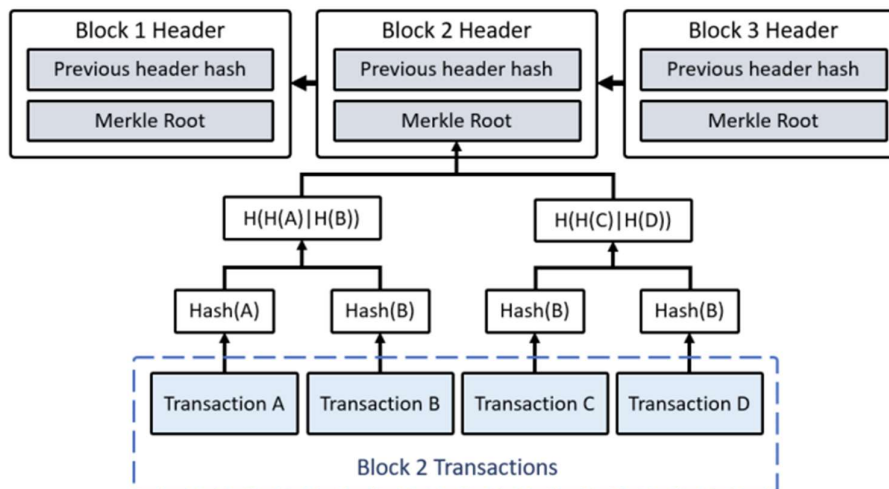 Block 1 Header
Block 2 Header
Block 3 Header
Previous header hash
Previous header hash
Previous header hash
Merkle Root
Merkle Root
Merkle Root
H(H(A)|H(B))
H(H(C)|H(D))
Hash(A)
Hash(B)
Hash(B)
Hash(B)
Transaction A
Transaction B
Transaction C
Transaction D
Block 2 Transactions